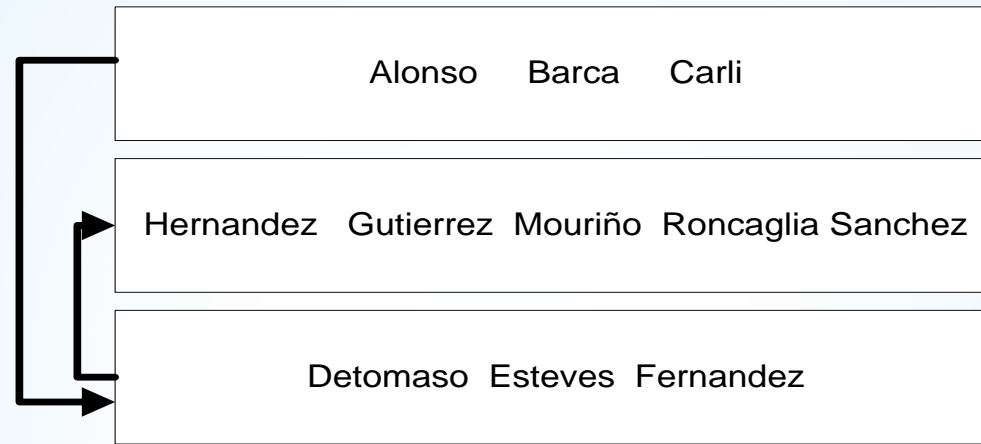 Alonso Barca Carli
Hernandez Gutierrez Mouriño Roncaglia Sanchez
Detomaso Esteves Fernandez